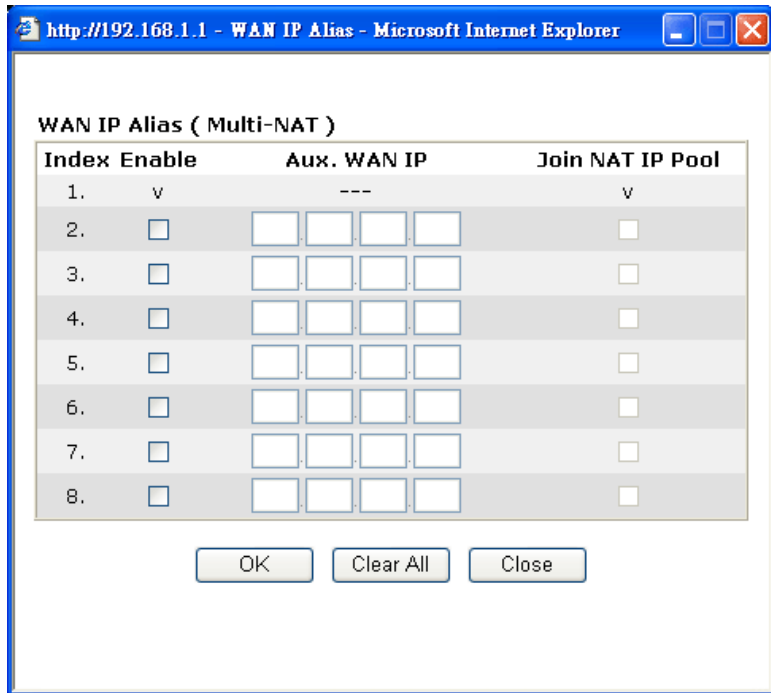 http://192.168.1.1 - WAN IP Alias - Microsoft Internet Explorer
WAN IP Alias ( Multi-NAT )
Index Enable Aux. WAN IP Join NAT IP Pool
1. v --- v
2. . . .
3. . . .
4. . . .
5. . . .
6. . . .
7. . . .
8. . . .
OK Clear All Close